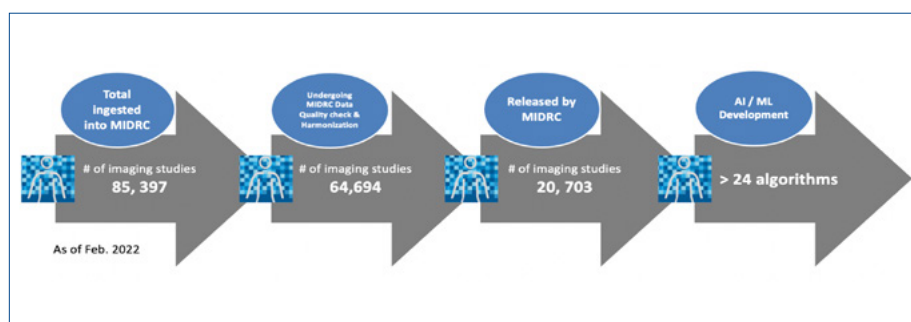 Total
ingested
into MIDRC
# of imaging studies
85, 397
Undergoing
MIDRC Data
Quality check &
Harmonization
# of imaging studies
64,694
Released by
MIDRC
# of imaging studies
20, 703
AI / ML
Development
> 24 algorithms
As of Feb. 2022